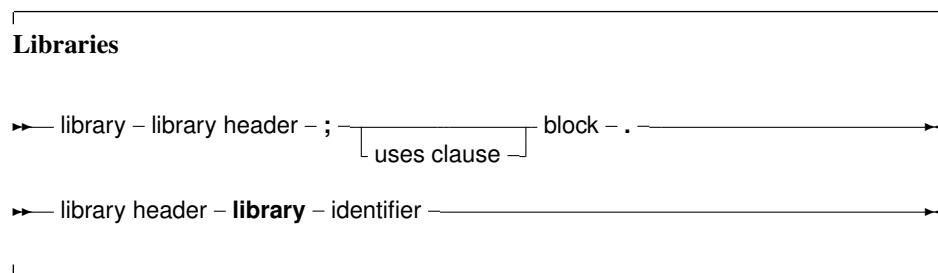 Libraries
library – library header – ; – block – . –
uses clause –
library header – library – identifier –